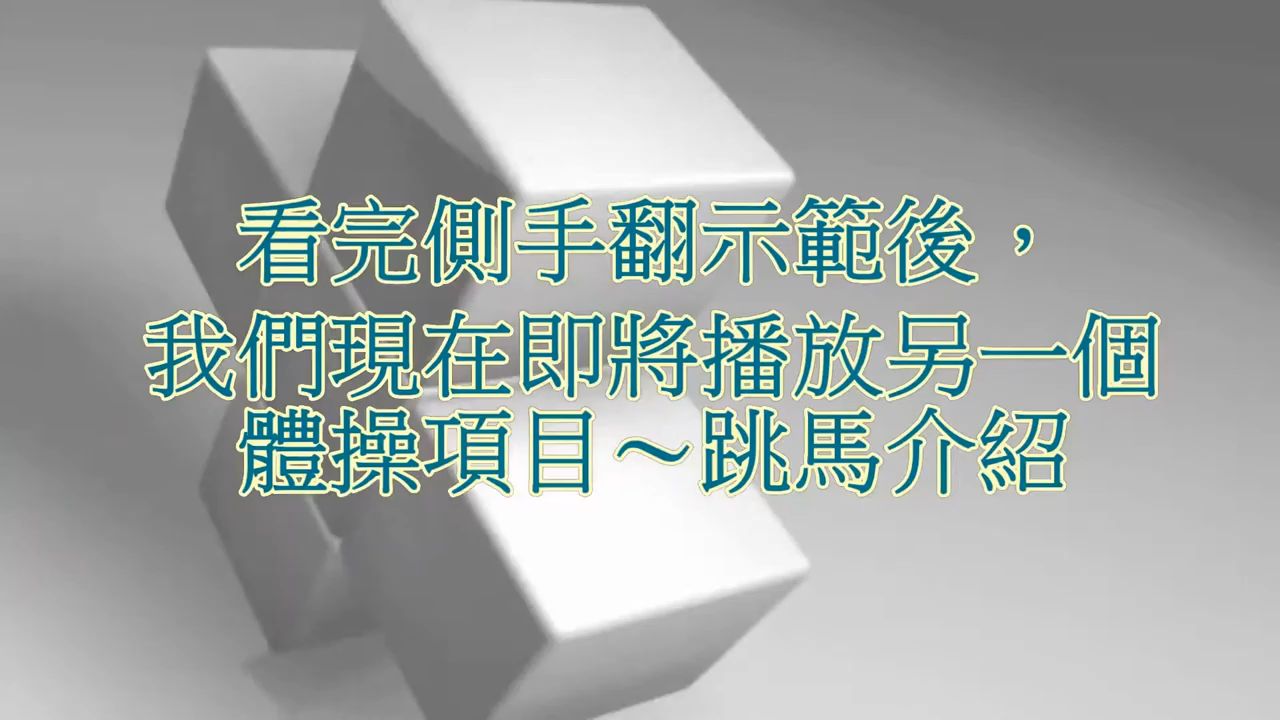 看完側手翻示範後，
我們現在即將播放另一個
體操項目～跳馬介紹